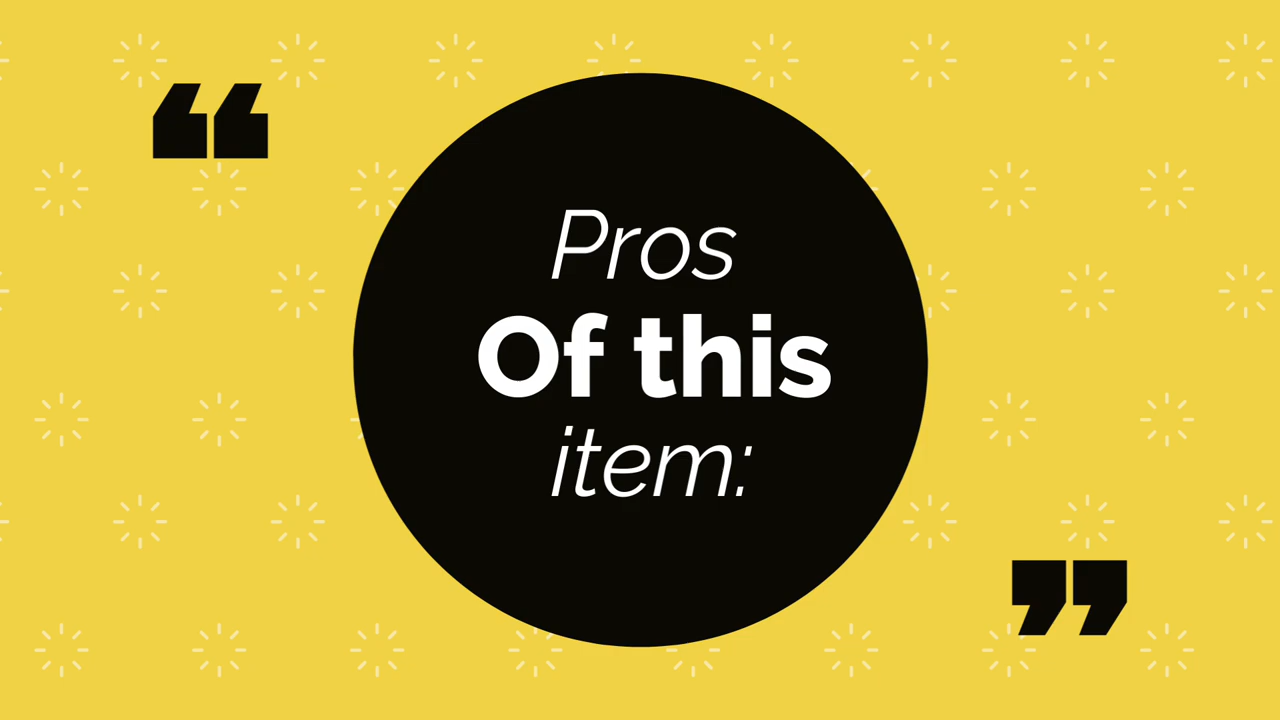 “
Pros
Of this
item:
”